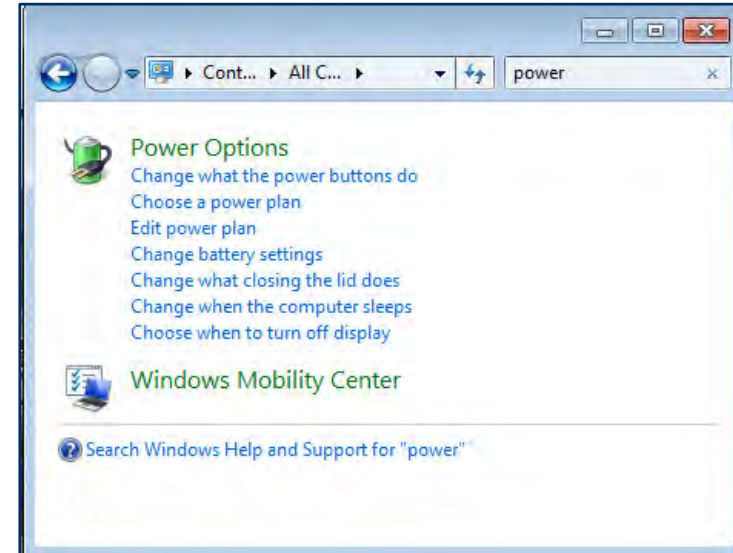 Cont... All C... power
Power Options
Change what the power buttons do
Choose a power plan
Edit power plan
Change battery settings
Change what closing the lid does
Change when the computer sleeps
Choose when to turn off display
Windows Mobility Center
Search Windows Help and Support for "power"